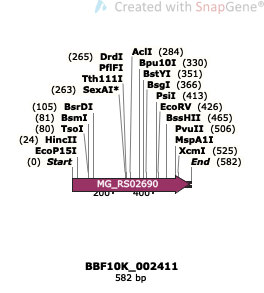 Created with SnapGene®
(265) DrdI
PflFI
Tth111I
(263) SexAI*
(105) BsrDI
(81) BsmI
(80) TsoI
(24) HincII
EcoP15I
(0) Start
AclI (284)
Bpu10I (330)
BstYI (351)
BsgI (366)
PsiI (413)
EcoRV (426)
BssHII (465)
PvuII (506)
MspA1I
XcmI (525)
End (582)
MG_RS02690
200 400
BBF10K_002411
582 bp